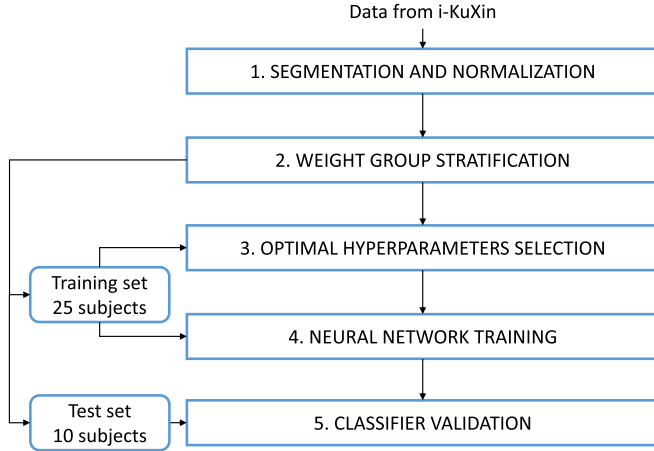 Data from i-KuXin
1. SEGMENTATION AND NORMALIZATION
2. WEIGHT GROUP STRATIFICATION
3. OPTIMAL HYPERPARAMETERS SELECTION
Training set
25 subjects
4. NEURAL NETWORK TRAINING
Test set
10 subjects
5. CLASSIFIER VALIDATION